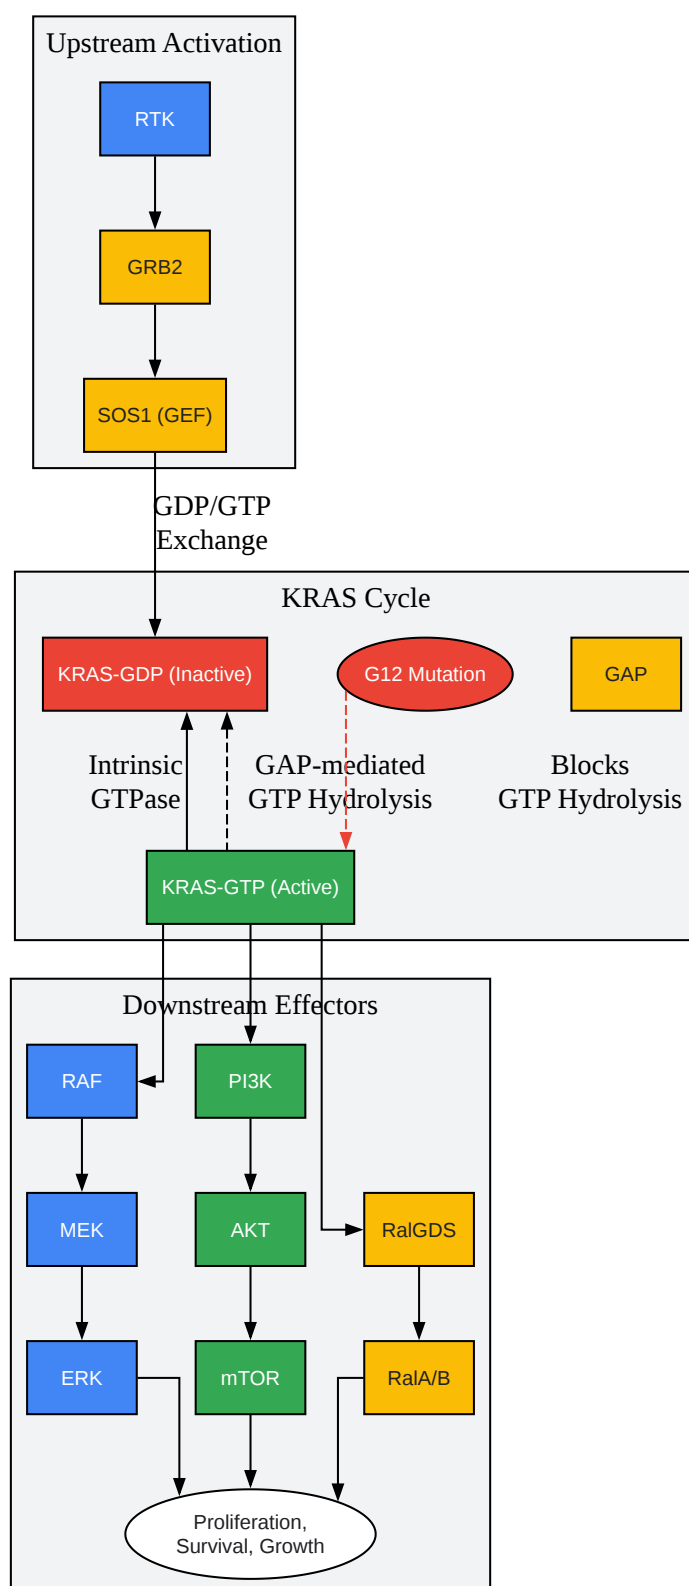 Upstream Activation
RTK
GRB2
SOS1 (GEF)
GDP/GTP
Exchange
KRAS Cycle
KRAS-GDP (Inactive)
G12 Mutation
GAP
Intrinsic
GTPase
GAP-mediated
GTP Hydrolysis
Blocks
GTP Hydrolysis
KRAS-GTP (Active)
Downstream Effectors
RAF
PI3K
MEK
AKT
RalGDS
ERK
mTOR
RalA/B
Proliferation,
Survival, Growth